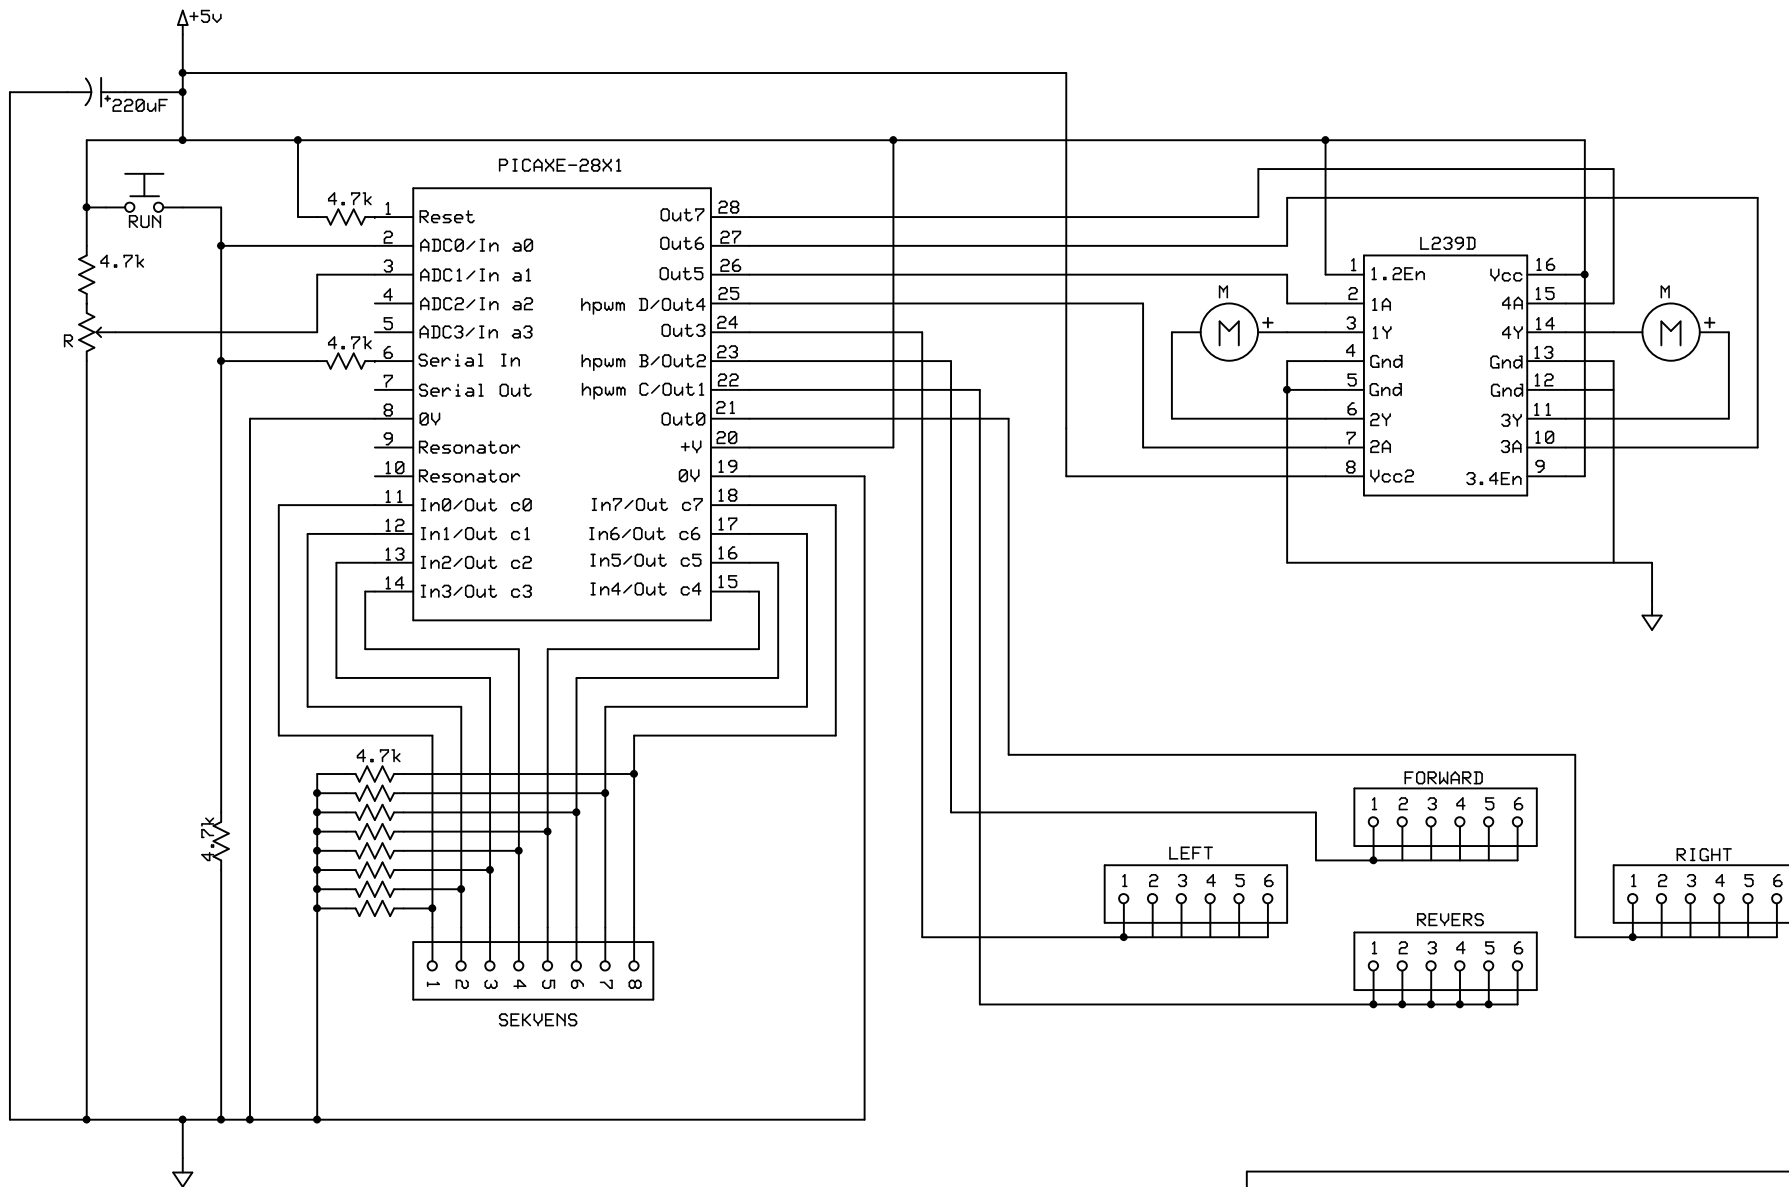 +5v
+220uF
PICAXE-28X1
RUN
4.7k
R
4.7k
4.7k
4.7k
1 Reset
2 ADC0/In a0
3 ADC1/In a1
4 ADC2/In a2
5 ADC3/In a3
6 Serial In
7 Serial Out
8 0V
9 Resonator
10 Resonator
11 In0/Out c0
12 In1/Out c1
13 In2/Out c2
14 In3/Out c3
Out7 28
Out6 27
Out5 26
hpwm D/Out4 25
Out3 24
hpwm B/Out2 23
hpwm C/Out1 22
Out0 21
+V 20
0V 19
In7/Out c7 18
In6/Out c6 17
In5/Out c5 16
In4/Out c4 15
L239D
1 1.2En
2 1A
3 1Y
4 Gnd
5 Gnd
6 2Y
7 2A
8 Vcc2
Vcc 16
4A 15
4Y 14
Gnd 13
Gnd 12
3Y 11
3A 10
3.4En 9
M
M +
M
M +
4.7k
1 2 3 4 5 6 7 8
SEKVENS
FORWARD
1 2 3 4 5 6
LEFT
1 2 3 4 5 6
RIGHT
1 2 3 4 5 6
REVERS
1 2 3 4 5 6